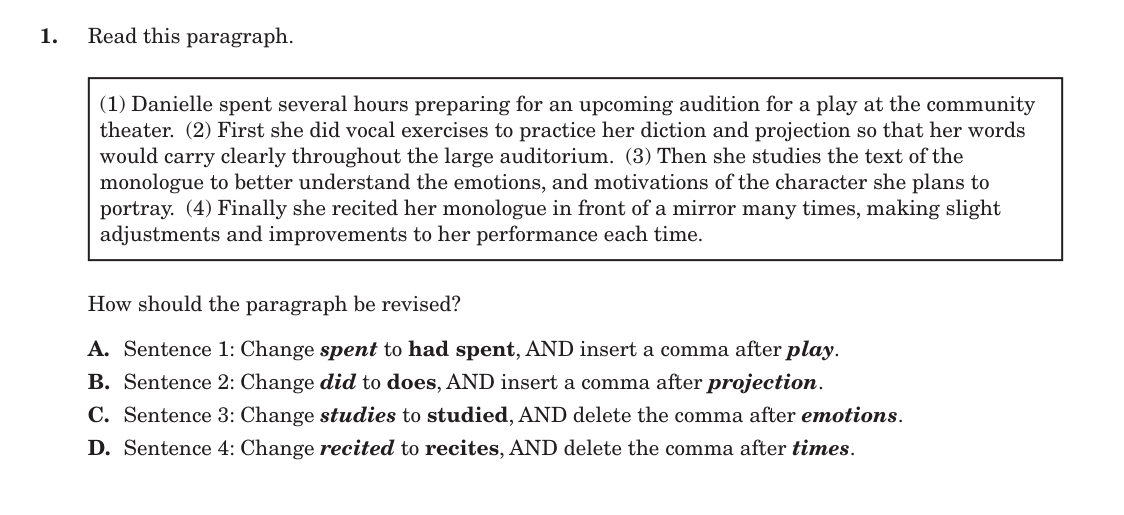 1. Read this paragraph.
(1) Danielle spent several hours preparing for an upcoming audition for a play at the community
theater. (2) First she did vocal exercises to practice her diction and projection so that her words
would carry clearly throughout the large auditorium. (3) Then she studies the text of the
monologue to better understand the emotions, and motivations of the character she plans to
portray. (4) Finally she recited her monologue in front of a mirror many times, making slight
adjustments and improvements to her performance each time.
How should the paragraph be revised?
A. Sentence 1: Change spent to had spent, AND insert a comma after play.
B. Sentence 2: Change did to does, AND insert a comma after projection.
C. Sentence 3: Change studies to studied, AND delete the comma after emotions.
D. Sentence 4: Change recited to recites, AND delete the comma after times.